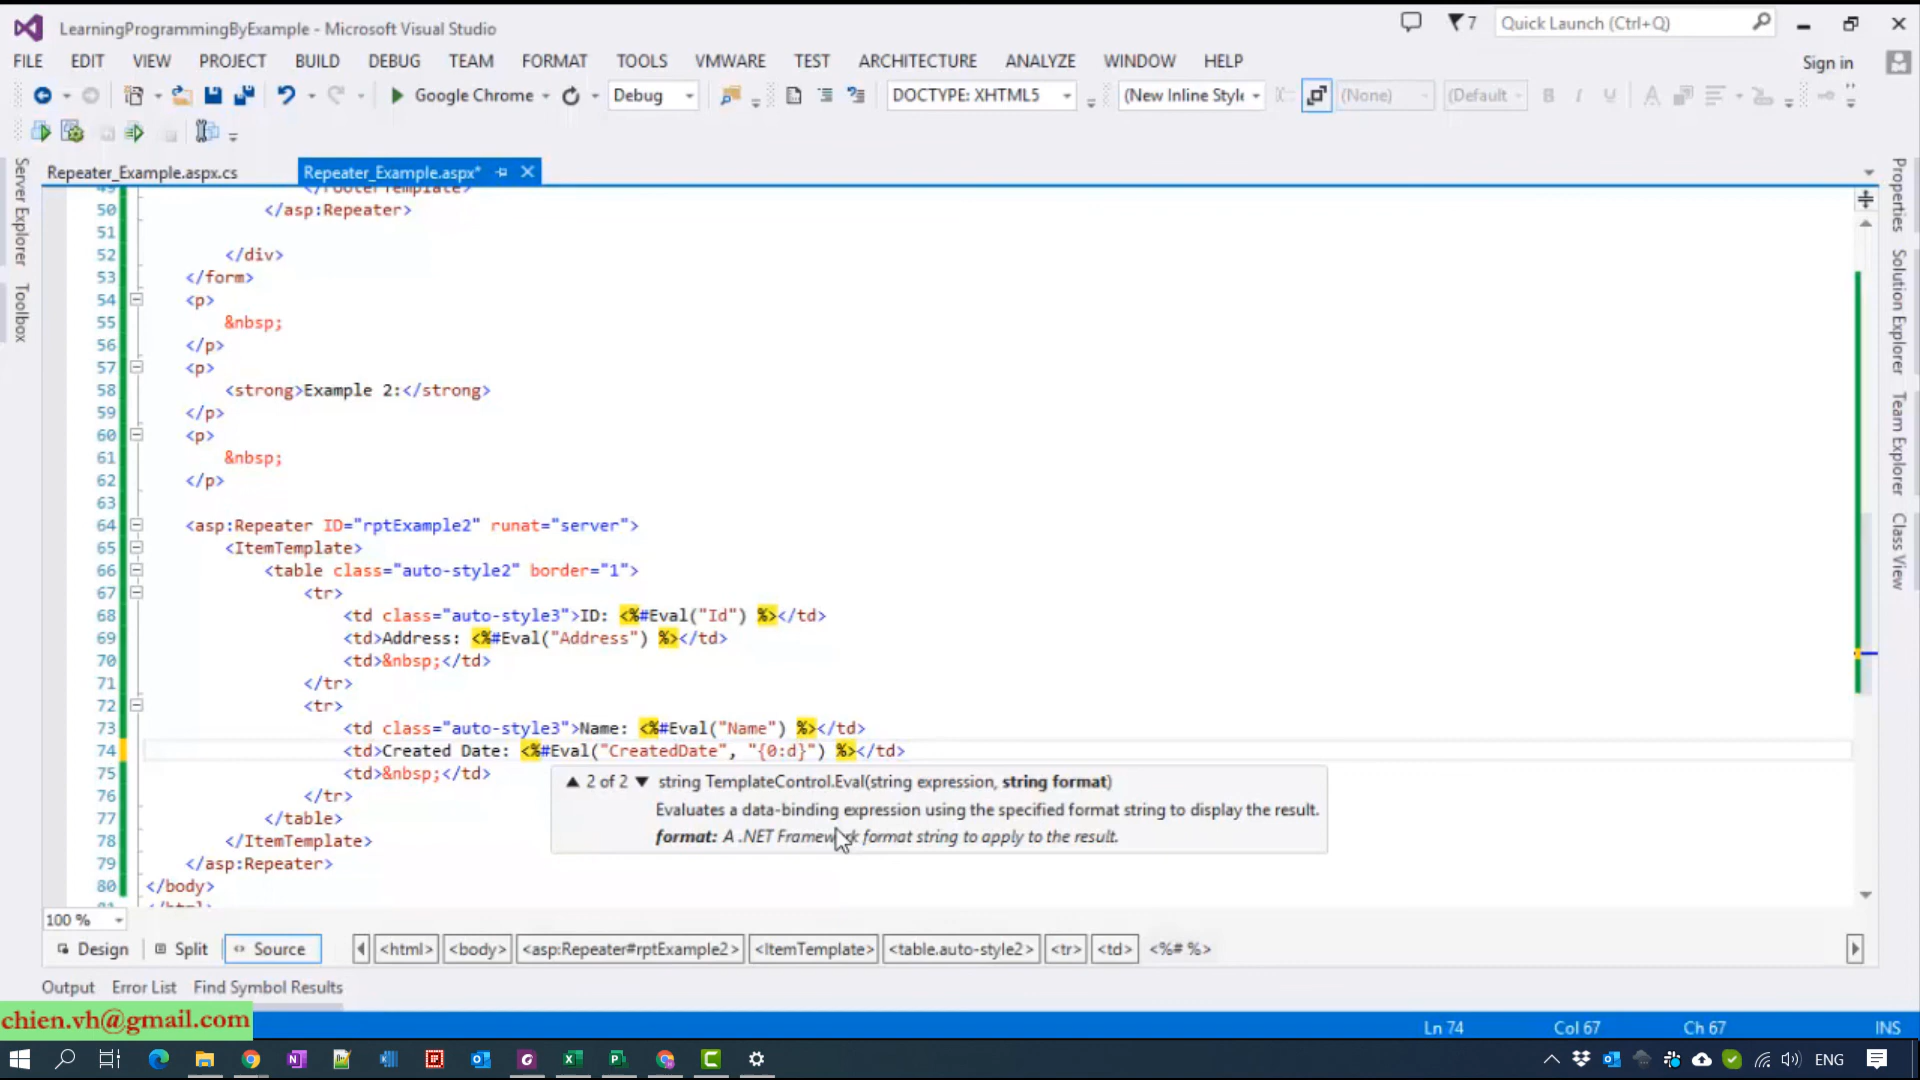 LearningProgrammingByExample - Microsoft Visual Studio
7
Quick Launch (Ctrl+Q)
FILE EDIT VIEW PROJECT BUILD DEBUG TEAM FORMAT TOOLS VMWARE TEST ARCHITECTURE ANALYZE WINDOW HELP
Sign in
Google Chrome Debug DOCTYPE: XHTML5 (New Inline Style (None) (Default B I U A
Repeater_Example.aspx.cs Repeater_Example.aspx*
Server Explorer
Toolbox
Properties
Solution Explorer
Team Explorer
Class View
49 </FooterTemplate>
50 </asp:Repeater>
51
52 </div>
53 </form>
54 <p>
55 &nbsp;
56 </p>
57 <p>
58 <strong>Example 2:</strong>
59 </p>
60 <p>
61 &nbsp;
62 </p>
63
64 <asp:Repeater ID="rptExample2" runat="server">
65 <ItemTemplate>
66 <table class="auto-style2" border="1">
67 <tr>
68 <td class="auto-style3">ID: <%#Eval("Id") %></td>
69 <td>Address: <%#Eval("Address") %></td>
70 <td>&nbsp;</td>
71 </tr>
72 <tr>
73 <td class="auto-style3">Name: <%#Eval("Name") %></td>
74 <td>Created Date: <%#Eval("CreatedDate", "{0:d}") %></td>
75 <td>&nbsp;</td>
2 of 2 string TemplateControl.Eval(string expression, string format)
Evaluates a data-binding expression using the specified format string to display the result.
format: A .NET Framework format string to apply to the result.
76 </tr>
77 </table>
78 </ItemTemplate>
79 </asp:Repeater>
80 </body>
81 </html>
100 %
Design Split Source <html> <body> <asp:Repeater#rptExample2> <ItemTemplate> <table.auto-style2> <tr> <td> <%# %>
Output Error List Find Symbol Results
chien.vh@gmail.com
Ln 74 Col 67 Ch 67 INS
ENG